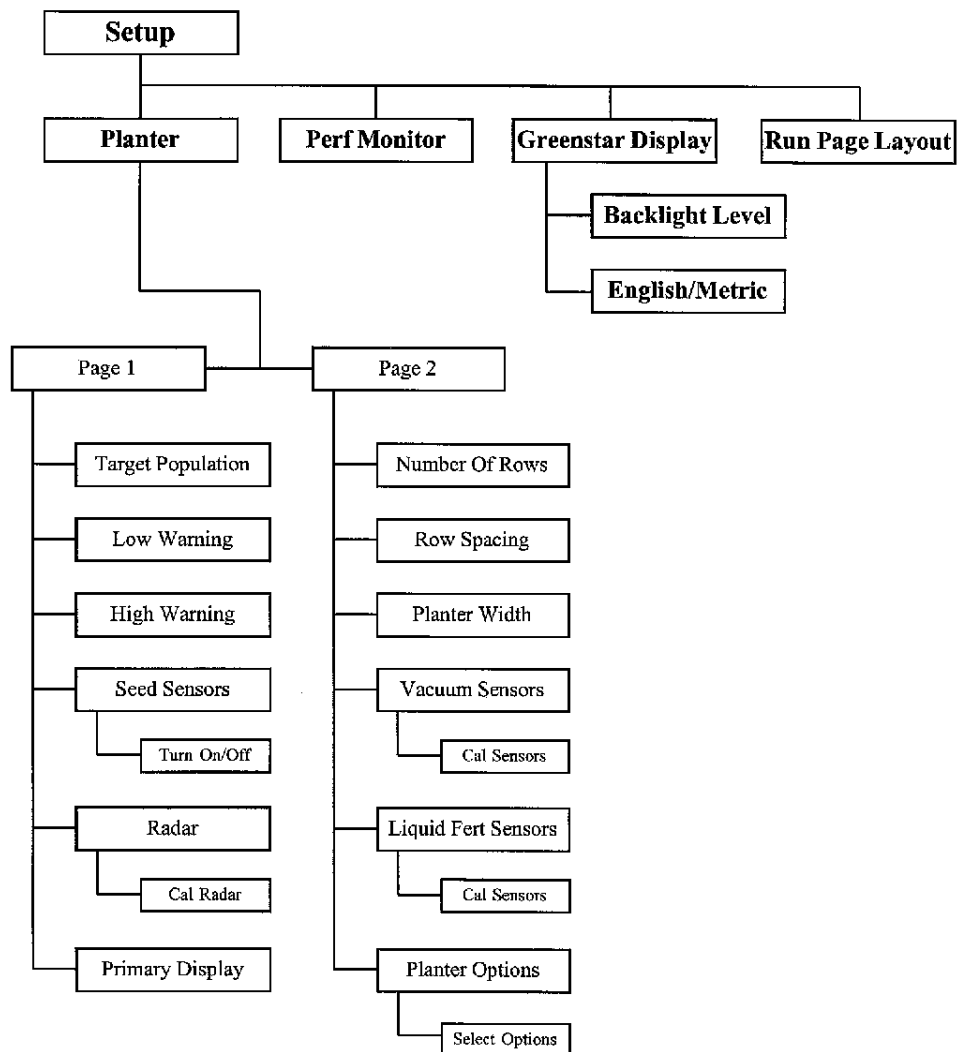 Setup
Planter
Perf Monitor
Greenstar Display
Run Page Layout
Backlight Level
English/Metric
Page 1
Page 2
Target Population
Number Of Rows
Low Warning
Row Spacing
High Warning
Planter Width
Seed Sensors
Vacuum Sensors
Turn On/Off
Cal Sensors
Radar
Liquid Fert Sensors
Cal Radar
Cal Sensors
Primary Display
Planter Options
Select Options